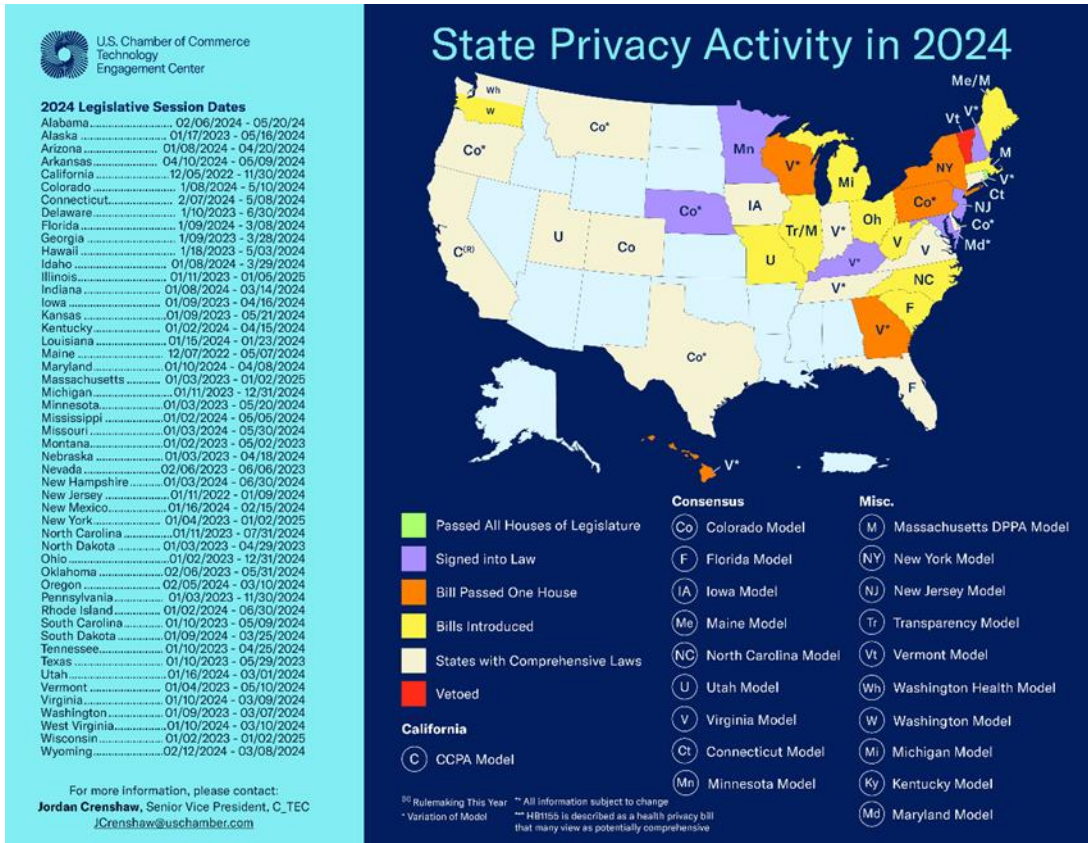 U.S. Chamber of Commerce
Technology
Engagement Center
2024 Legislative Session Dates
Alabama..................02/06/2024 - 05/20/24
Alaska..................01/17/2023 - 05/16/2024
Arizona..................01/08/2024 - 04/20/2024
Arkansas..................04/10/2024 - 05/09/2024
California..................12/05/2022 - 11/30/2024
Colorado..................1/08/2024 - 5/10/2024
Connecticut..................2/07/2024 - 5/08/2024
Delaware..................1/10/2023 - 6/30/2024
Florida..................1/09/2024 - 3/08/2024
Georgia..................1/09/2023 - 3/28/2024
Hawaii..................1/18/2023 - 5/03/2024
Idaho..................01/08/2024 - 3/29/2024
Illinois..................01/11/2023 - 01/05/2025
Indiana..................01/08/2024 - 03/14/2024
Iowa..................01/09/2023 - 04/16/2024
Kansas..................01/09/2023 - 05/21/2024
Kentucky..................01/02/2024 - 04/15/2024
Louisiana..................01/15/2024 - 01/23/2024
Maine..................12/07/2022 - 05/07/2024
Maryland..................01/10/2024 - 04/08/2024
Massachusetts..................01/03/2023 - 01/02/2025
Michigan..................01/11/2023 - 12/31/2024
Minnesota..................01/03/2023 - 05/20/2024
Mississippi..................01/02/2024 - 05/05/2024
Missouri..................01/03/2024 - 05/30/2024
Montana..................01/02/2023 - 05/02/2023
Nebraska..................01/03/2023 - 04/18/2024
Nevada..................02/06/2023 - 06/06/2023
New Hampshire..................01/03/2024 - 06/30/2024
New Jersey..................01/11/2022 - 01/09/2024
New Mexico..................01/16/2024 - 02/15/2024
New York..................01/04/2023 - 01/02/2025
North Carolina..................01/11/2023 - 07/31/2024
North Dakota..................01/03/2023 - 04/29/2023
Ohio..................01/02/2023 - 12/31/2024
Oklahoma..................02/06/2023 - 05/31/2024
Oregon..................02/05/2024 - 03/10/2024
Pennsylvania..................01/03/2023 - 11/30/2024
Rhode Island..................01/02/2024 - 06/30/2024
South Carolina..................01/10/2023 - 05/09/2024
South Dakota..................01/09/2024 - 03/25/2024
Tennessee..................01/10/2023 - 04/25/2024
Texas..................01/10/2023 - 05/29/2023
Utah..................01/16/2024 - 03/01/2024
Vermont..................01/04/2023 - 05/10/2024
Virginia..................01/10/2024 - 03/09/2024
Washington..................01/09/2023 - 03/07/2024
West Virginia..................01/10/2024 - 03/10/2024
Wisconsin..................01/02/2023 - 01/02/2025
Wyoming..................02/12/2024 - 03/08/2024
For more information, please contact:
Jordan Crenshaw, Senior Vice President, C_TEC
JCrenshaw@uschamber.com
State Privacy Activity in 2024
Wh
W
Co*
Co*
C(R)
U
Co
Co*
Co*
Mn
IA
U
V*
Tr/M
Mi
V*
Oh
V*
V*
V
V
NC
F
V*
F
V*
NY
Co*
Vt
V*
Me/M
M
V*
Ct
NJ
Co*
Md*
Passed All Houses of Legislature
Signed into Law
Bill Passed One House
Bills Introduced
States with Comprehensive Laws
Vetoed
California
C CCPA Model
Consensus
Co Colorado Model
F Florida Model
IA Iowa Model
Me Maine Model
NC North Carolina Model
U Utah Model
V Virginia Model
Ct Connecticut Model
Mn Minnesota Model
Misc.
M Massachusetts DPPA Model
NY New York Model
NJ New Jersey Model
Tr Transparency Model
Vt Vermont Model
Wh Washington Health Model
W Washington Model
Mi Michigan Model
Ky Kentucky Model
Md Maryland Model
(R) Rulemaking This Year
* Variation of Model
** All information subject to change
*** HB1155 is described as a health privacy bill
that many view as potentially comprehensive